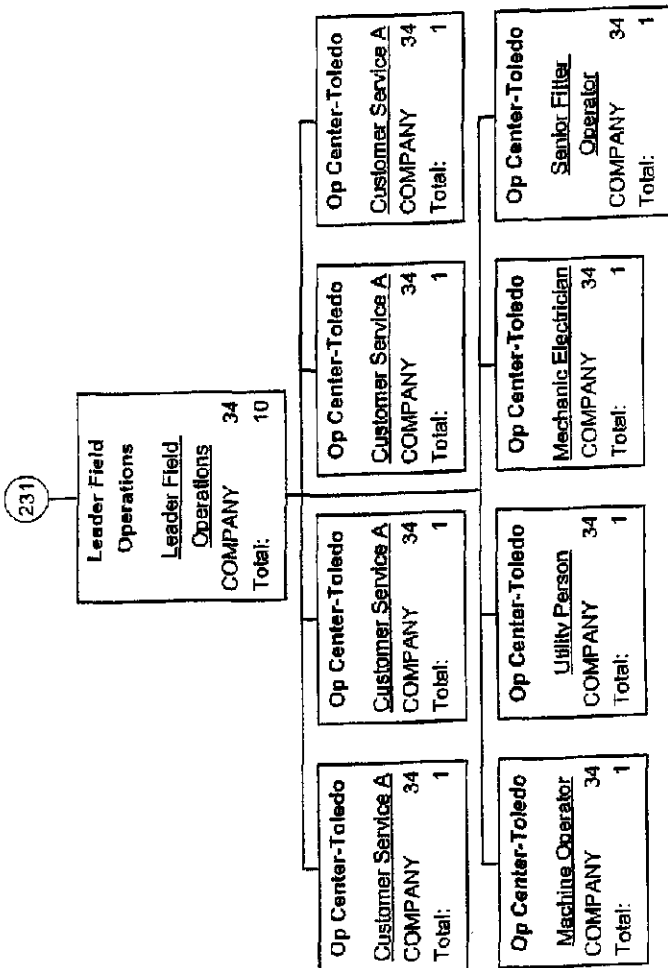 231
Leader Field
Operations
Leader Field
Operations
COMPANY 34
Total: 10
Op Center-Toledo
Customer Service A
COMPANY 34
Total: 1
Op Center-Toledo
Customer Service A
COMPANY 34
Total: 1
Op Center-Toledo
Customer Service A
COMPANY 34
Total: 1
Op Center-Toledo
Customer Service A
COMPANY 34
Total: 1
Op Center-Toledo
Machine Operator
COMPANY 34
Total: 1
Op Center-Toledo
Utility Person
COMPANY 34
Total: 1
Op Center-Toledo
Mechanic Electrician
COMPANY 34
Total: 1
Op Center-Toledo
Senior Fitter
Operator
COMPANY 34
Total: 1